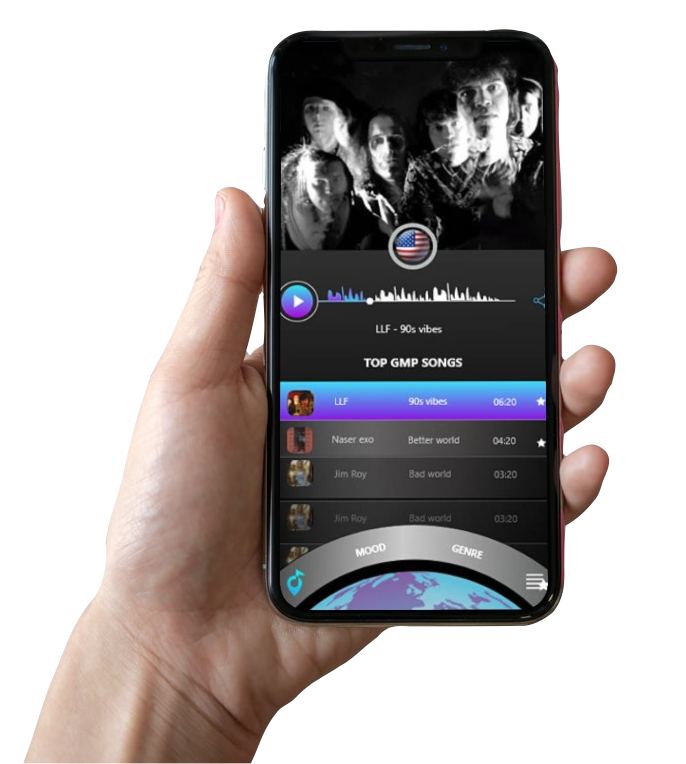 LLF - 90s vibes
TOP GMP SONGS
LLF 90s vibes 06:20
Naser exo Better world 04:20
Jim Roy Bad world 03:20
Jim Roy Bad world 03:20
MOOD GENRE